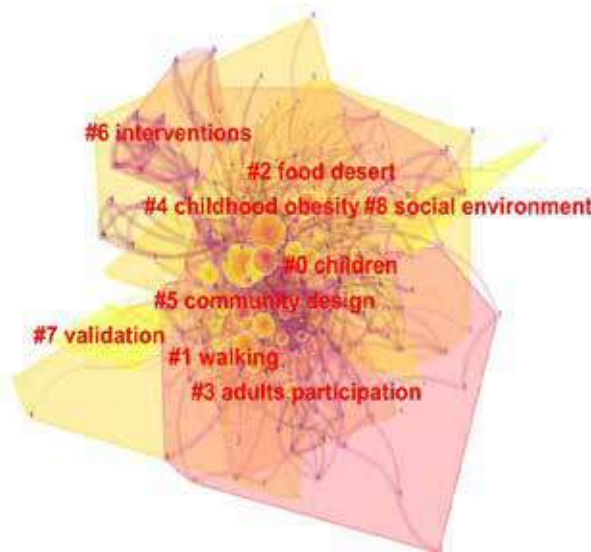 #6 interventions
#2 food desert
#4 childhood obesity #8 social environment
#0 children
#5 community design
#7 validation
#1 walking
#3 adults participation